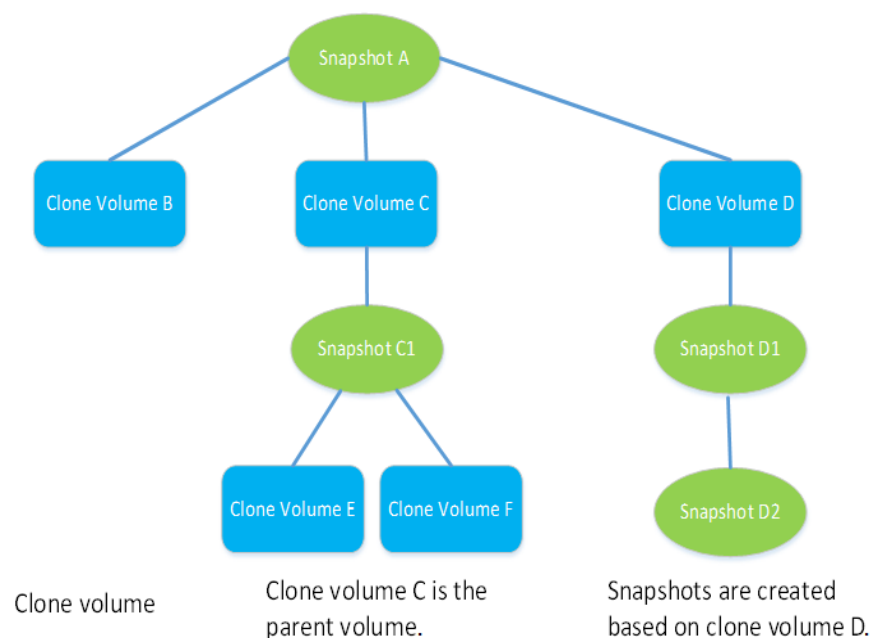 Snapshot A
Clone Volume B
Clone Volume C
Clone Volume D
Snapshot C1
Snapshot D1
Clone Volume E
Clone Volume F
Snapshot D2
Clone volume
Clone volume C is the
parent volume.
Snapshots are created
based on clone volume D.